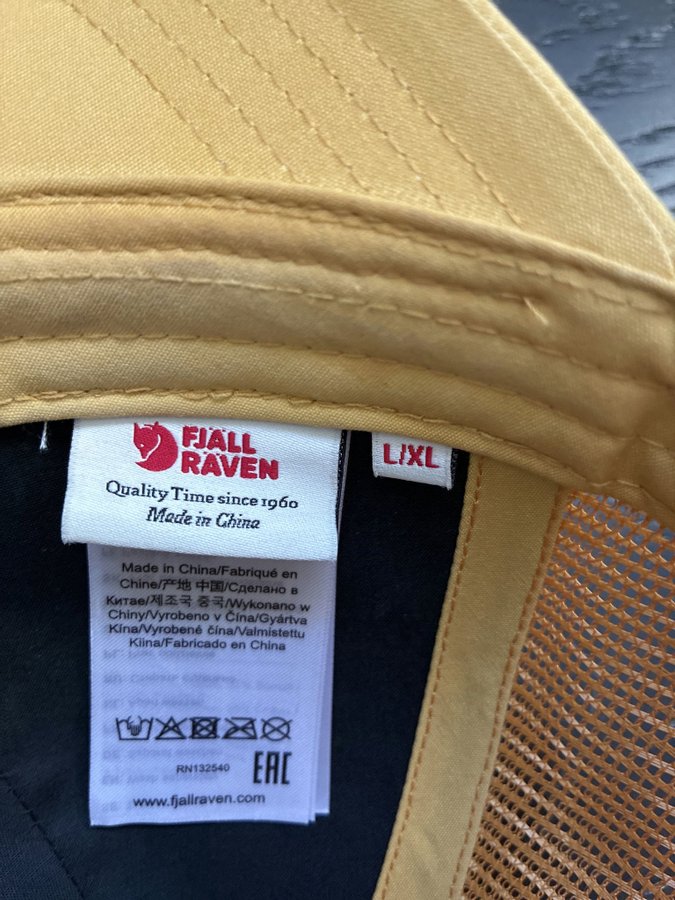 FJÄLL
RÄVEN
Quality Time since 1960
Made in China
L/XL
Made in China/Fabriqué en
Chine/产地 中国/Сделано в
Китае/제조국 중국/Wykonano w
Chiny/Vyrobeno v Čína/Gyártva
Kína/Vyrobené čína/Valmistettu
Kiina/Fabricado en China
RN132540
EAC
www.fjallraven.com